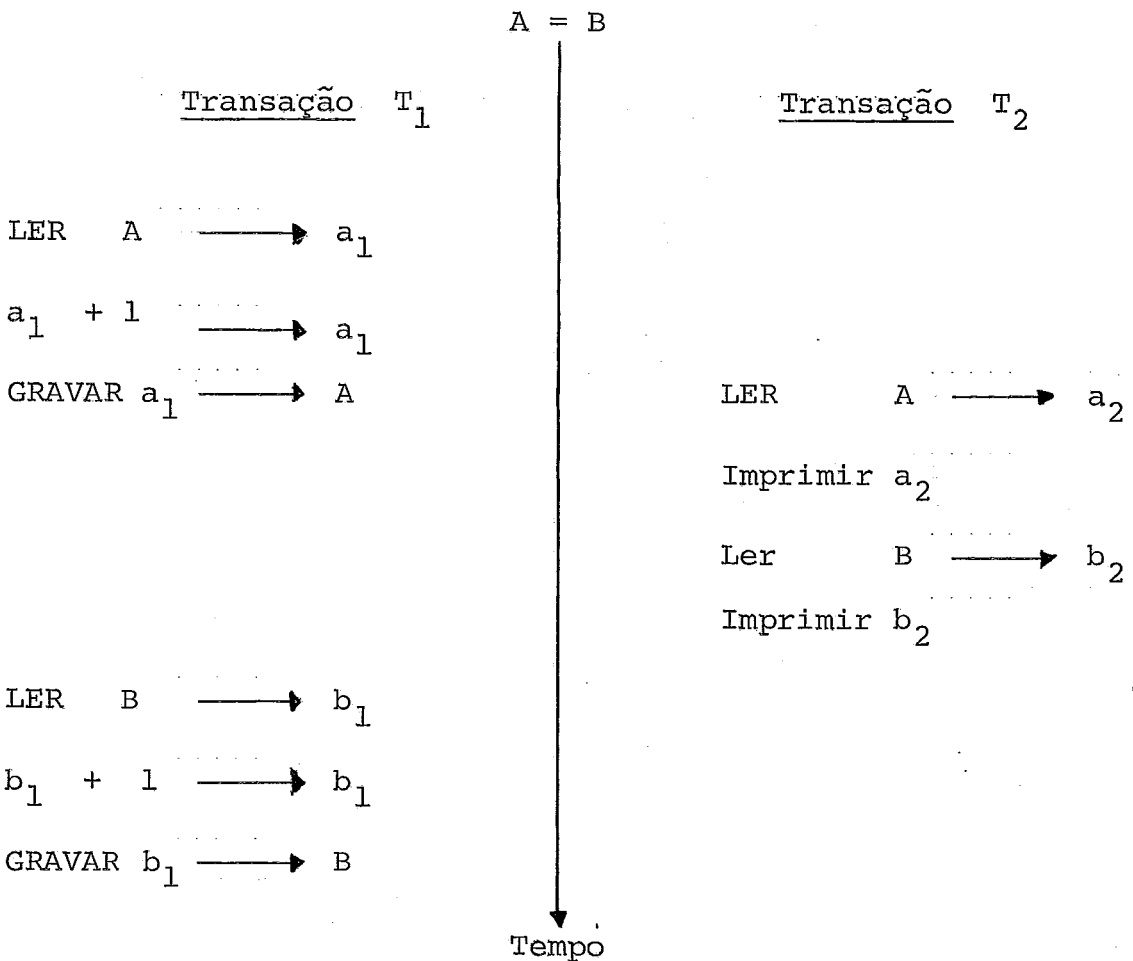 A = B
Transação T1
Transação T2
LER A → a1
a1 + 1 → a1
GRAVAR a1 → A
LER A → a2
Imprimir a2
Ler B → b2
Imprimir b2
LER B → b1
b1 + 1 → b1
GRAVAR b1 → B
Tempo